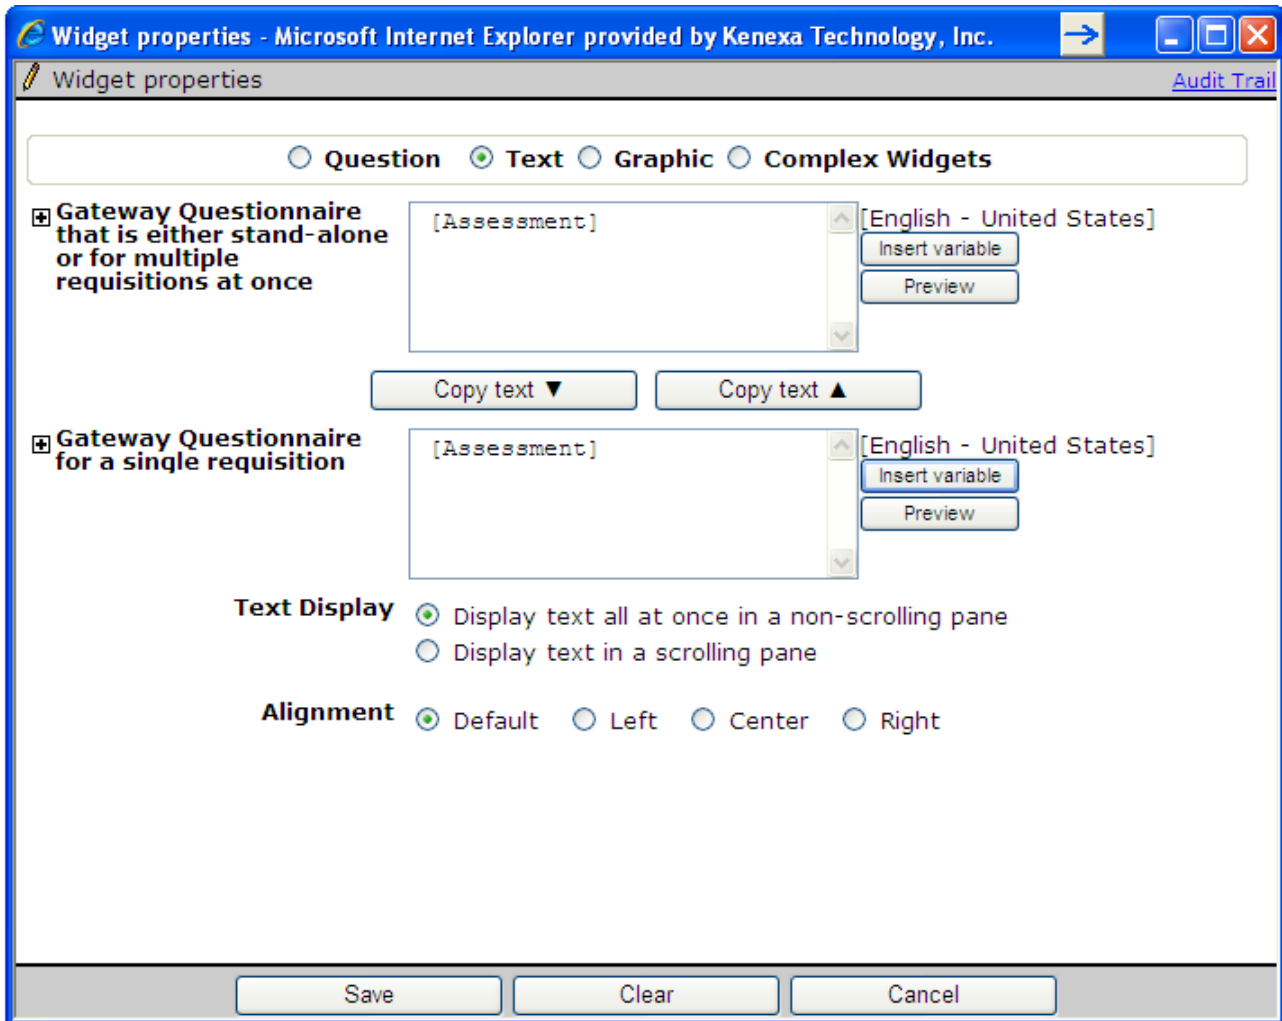 Widget properties - Microsoft Internet Explorer provided by Kenexa Technology, Inc.
Widget properties Audit Trail
Question Text Graphic Complex Widgets
Gateway Questionnaire
that is either stand-alone
or for multiple
requisitions at once
[Assessment]
[English - United States]
Insert variable
Preview
Copy text ▼ Copy text ▲
Gateway Questionnaire
for a single requisition
[Assessment]
[English - United States]
Insert variable
Preview
Text Display
Display text all at once in a non-scrolling pane
Display text in a scrolling pane
Alignment Default Left Center Right
Save Clear Cancel